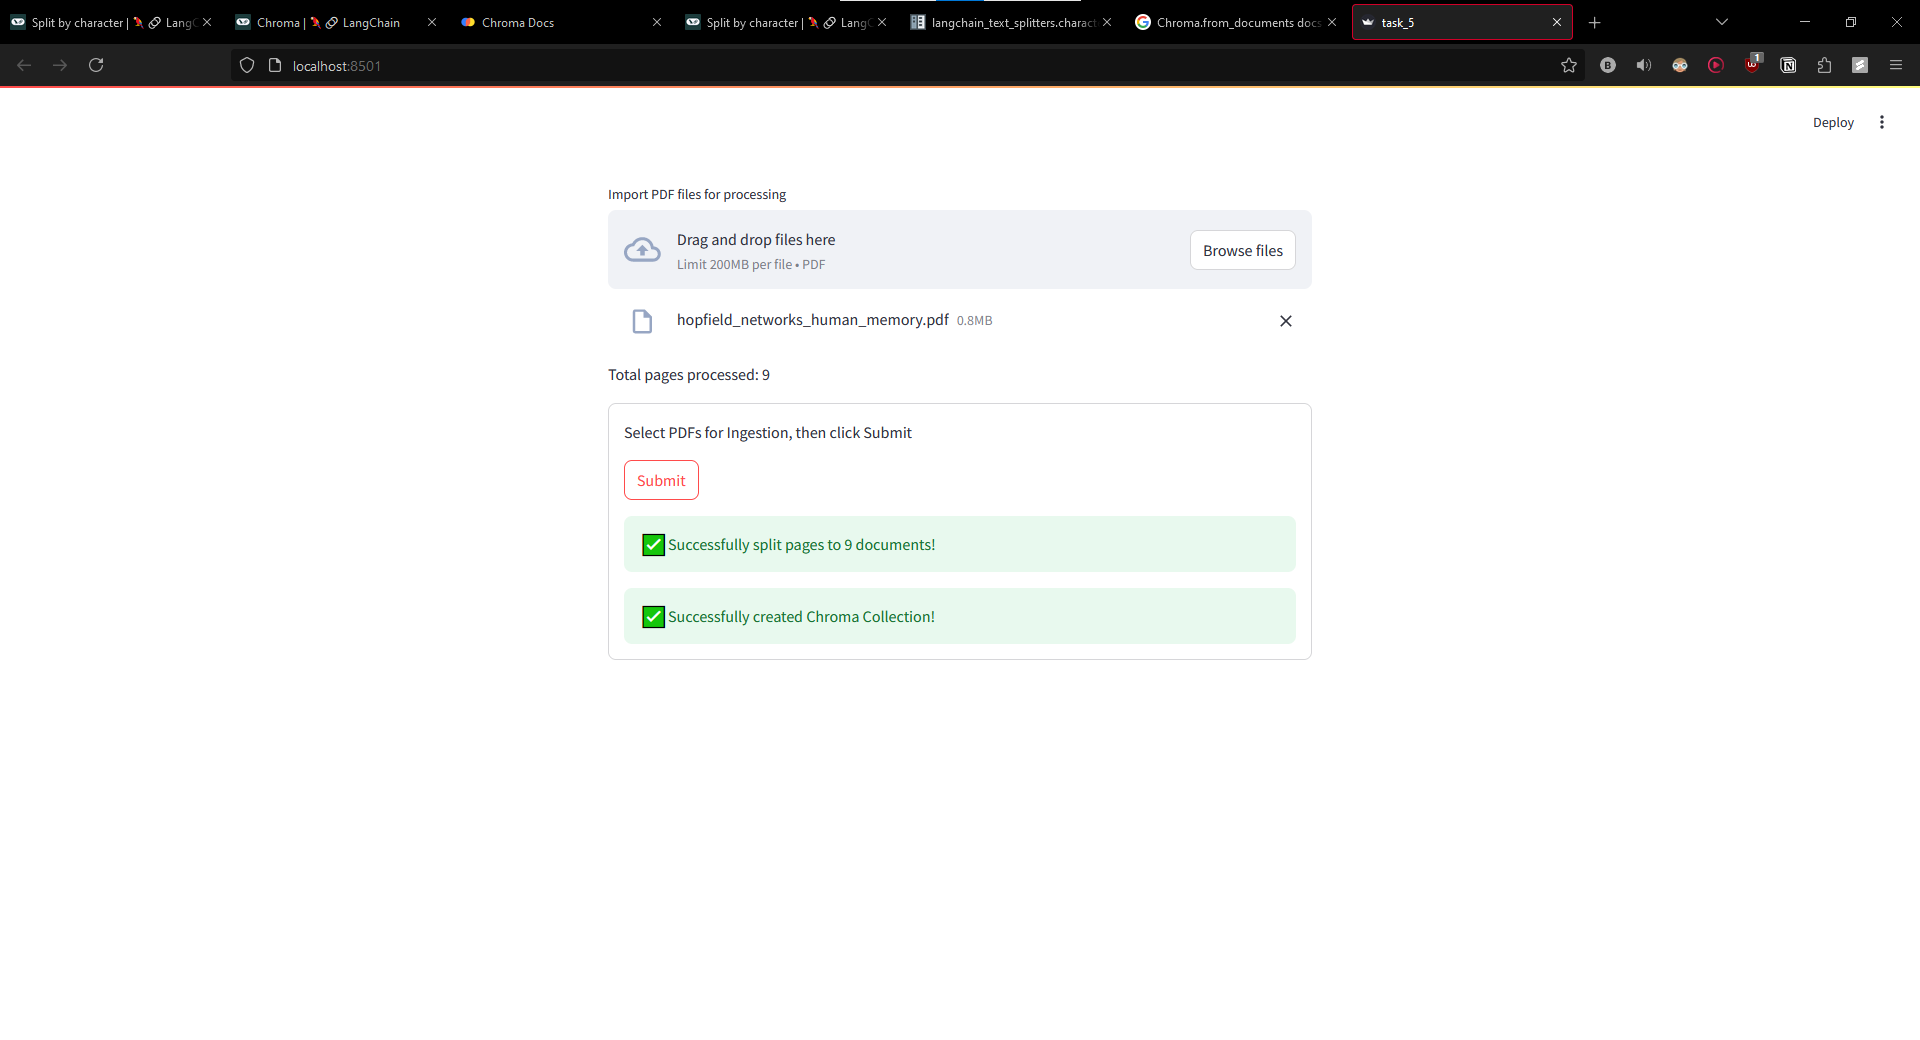 Split by character | LangC
Chroma | LangChain
Chroma Docs
Split by character | LangC
langchain_text_splitters.charact
Chroma.from_documents docs
task_5
localhost:8501
B
1
Deploy
Import PDF files for processing
Drag and drop files here
Limit 200MB per file • PDF
Browse files
hopfield_networks_human_memory.pdf 0.8MB
Total pages processed: 9
Select PDFs for Ingestion, then click Submit
Submit
Successfully split pages to 9 documents!
Successfully created Chroma Collection!